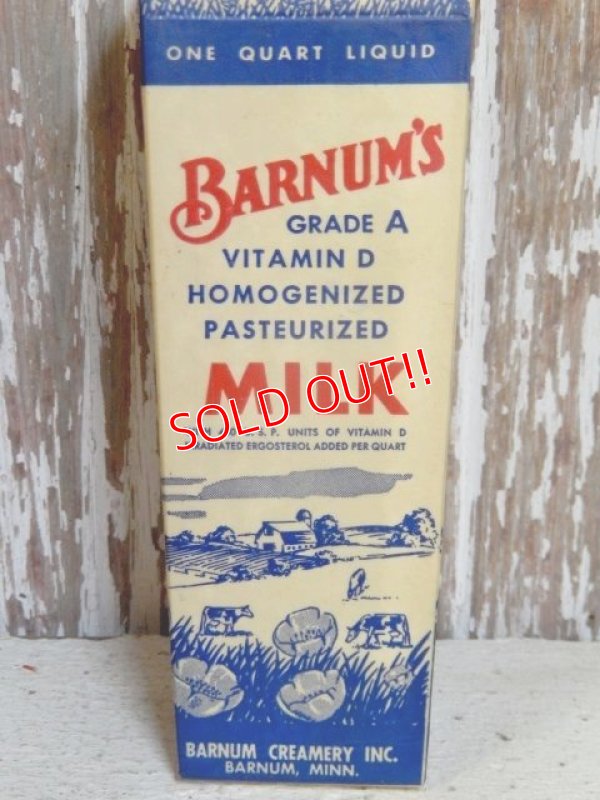 ONE QUART LIQUID
BARNUM'S
GRADE A
VITAMIN D
HOMOGENIZED
PASTEURIZED
MILK
SOLD OUT!!
S. P. UNITS OF VITAMIN D
IRRADIATED ERGOSTEROL ADDED PER QUART
BARNUM CREAMERY INC.
BARNUM, MINN.